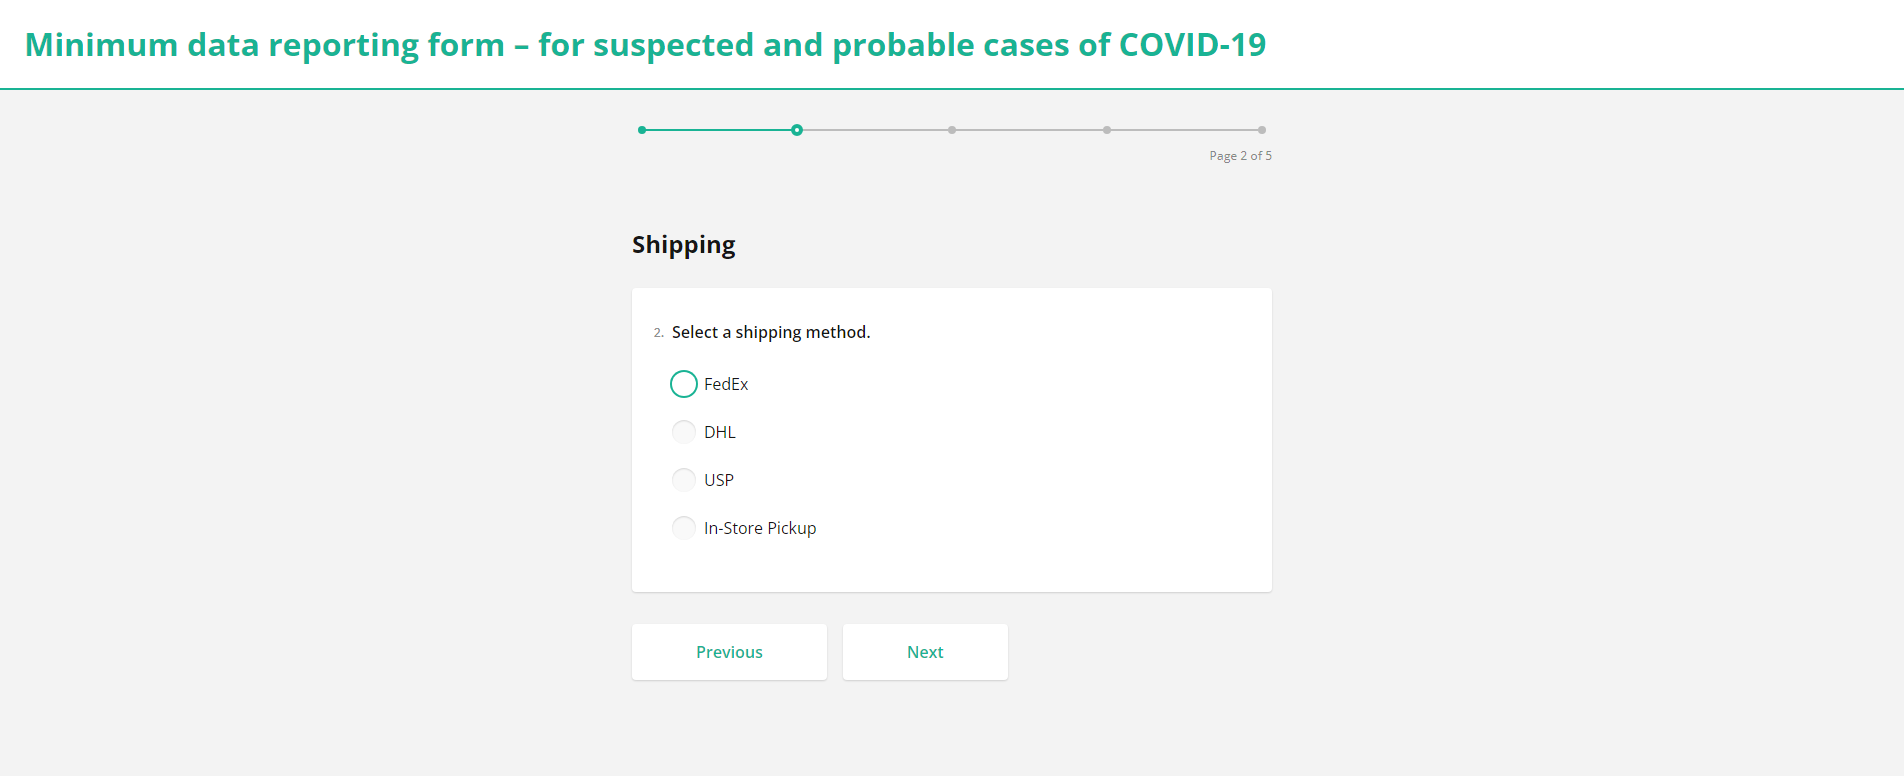 Minimum data reporting form – for suspected and probable cases of COVID-19
Page 2 of 5
Shipping
2. Select a shipping method.
FedEx
DHL
USP
In-Store Pickup
Previous
Next